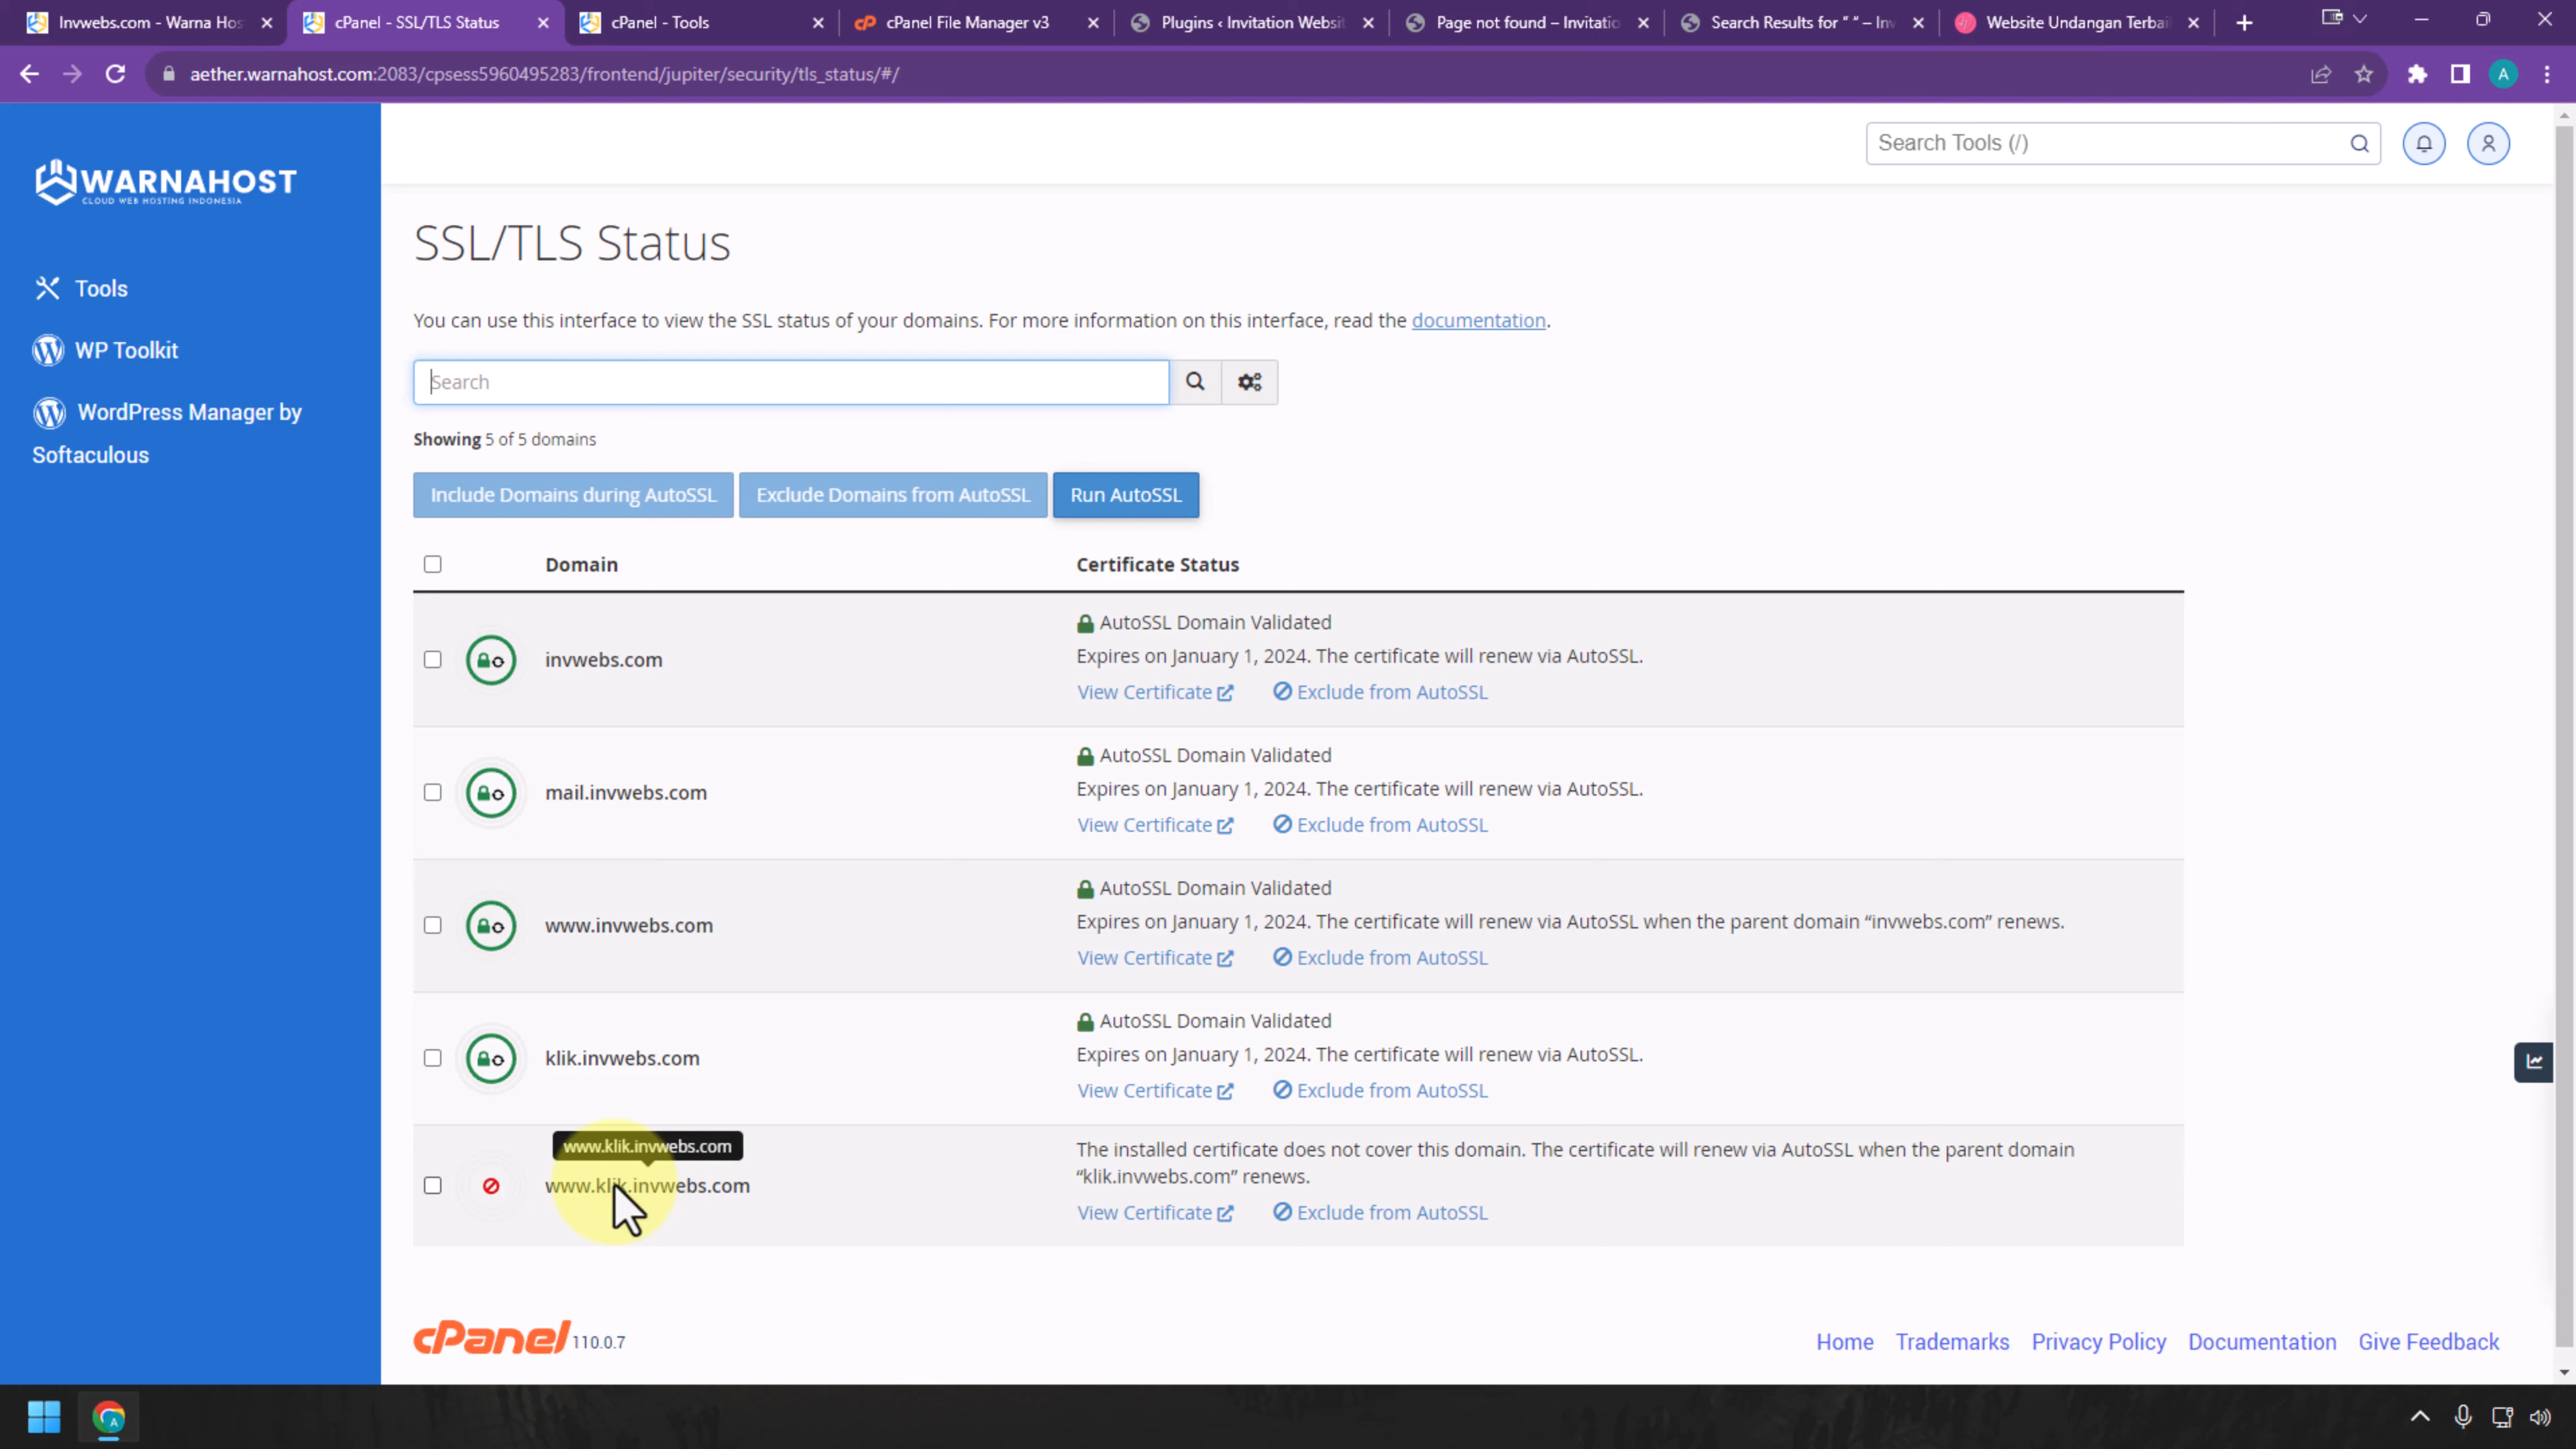 Invwebs.com - Warna Hos
cPanel - SSL/TLS Status
cPanel - Tools
cPanel File Manager v3
Plugins ‹ Invitation Websit
Page not found – Invitatio
Search Results for “ ” – Inv
Website Undangan Terbai
aether.warnahost.com:2083/cpsess5960495283/frontend/jupiter/security/tls_status/#/
A
WARNAHOST
CLOUD WEB HOSTING INDONESIA
Search Tools (/)
Tools
WP Toolkit
WordPress Manager by
Softaculous
SSL/TLS Status
You can use this interface to view the SSL status of your domains. For more information on this interface, read the documentation.
Search
Showing 5 of 5 domains
Include Domains during AutoSSL
Exclude Domains from AutoSSL
Run AutoSSL
Domain
Certificate Status
invwebs.com
AutoSSL Domain Validated
Expires on January 1, 2024. The certificate will renew via AutoSSL.
View Certificate
Exclude from AutoSSL
mail.invwebs.com
AutoSSL Domain Validated
Expires on January 1, 2024. The certificate will renew via AutoSSL.
View Certificate
Exclude from AutoSSL
www.invwebs.com
AutoSSL Domain Validated
Expires on January 1, 2024. The certificate will renew via AutoSSL when the parent domain “invwebs.com” renews.
View Certificate
Exclude from AutoSSL
klik.invwebs.com
AutoSSL Domain Validated
Expires on January 1, 2024. The certificate will renew via AutoSSL.
View Certificate
Exclude from AutoSSL
www.klik.invwebs.com
www.klik.invwebs.com
The installed certificate does not cover this domain. The certificate will renew via AutoSSL when the parent domain
“klik.invwebs.com” renews.
View Certificate
Exclude from AutoSSL
cPanel 110.0.7
Home
Trademarks
Privacy Policy
Documentation
Give Feedback
A